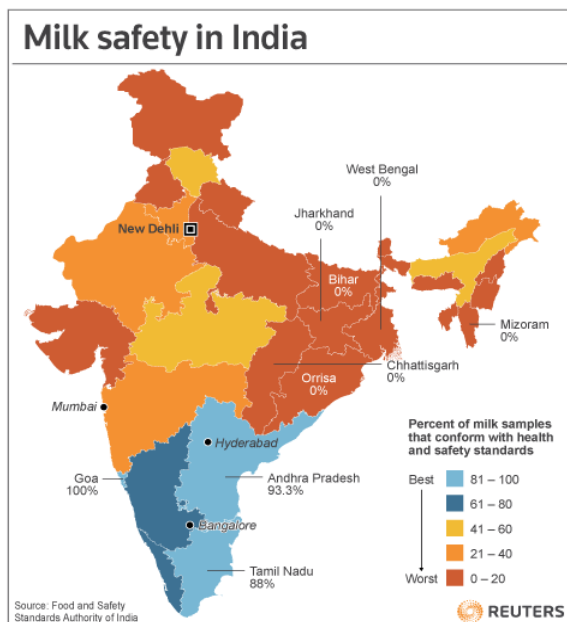 Milk safety in India
West Bengal
0%
Jharkhand
0%
New Dehli
Bihar
0%
Mizoram
0%
Chhattisgarh
0%
Orrisa
0%
Mumbai
Hyderabad
Goa
100%
Andhra Pradesh
93.3%
Bangalore
Tamil Nadu
88%
Percent of milk samples
that conform with health
and safety standards
Best
81 – 100
61 – 80
41 – 60
21 – 40
Worst
0 – 20
Source: Food and Safety
Standards Authority of India
REUTERS